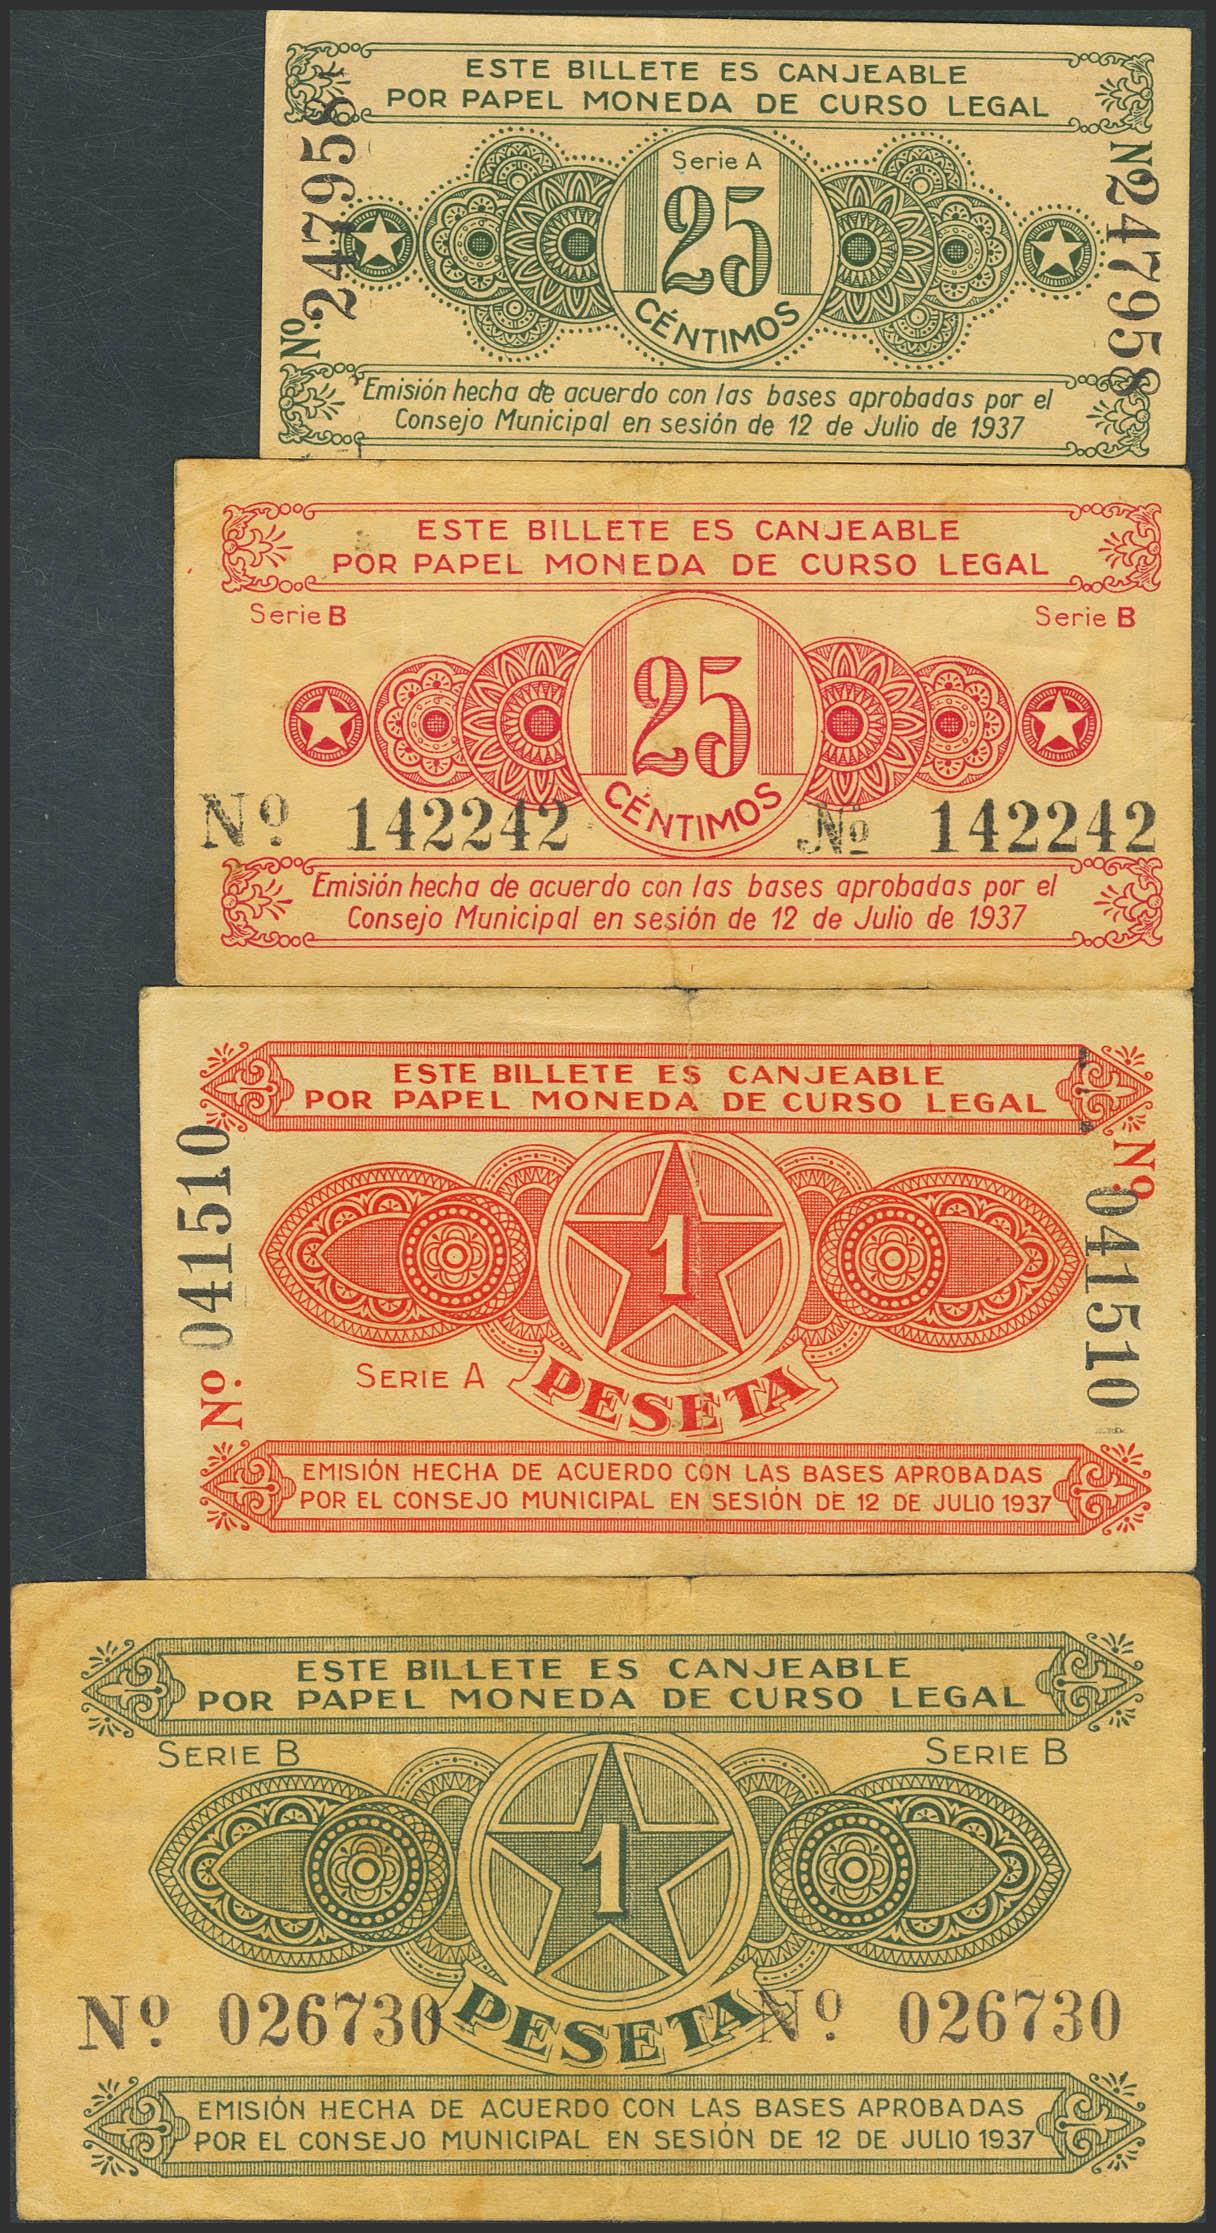 ESTE BILLETE ES CANJEABLE
POR PAPEL MONEDA DE CURSO LEGAL
Nº. 247958
Nº 247958
Serie A
25
CÉNTIMOS
Emisión hecha de acuerdo con las bases aprobadas por el
Consejo Municipal en sesión de 12 de Julio de 1937
ESTE BILLETE ES CANJEABLE
POR PAPEL MONEDA DE CURSO LEGAL
Serie B
Serie B
25
CÉNTIMOS
Nº. 142242
Nº 142242
Emisión hecha de acuerdo con las bases aprobadas por el
Consejo Municipal en sesión de 12 de Julio de 1937
ESTE BILLETE ES CANJEABLE
POR PAPEL MONEDA DE CURSO LEGAL
Nº. 041510
Nº 041510
1
SERIE A
PESETA
EMISIÓN HECHA DE ACUERDO CON LAS BASES APROBADAS
POR EL CONSEJO MUNICIPAL EN SESIÓN DE 12 DE JULIO 1937
ESTE BILLETE ES CANJEABLE
POR PAPEL MONEDA DE CURSO LEGAL
SERIE B
SERIE B
1
PESETA
Nº. 026730
Nº. 026730
EMISIÓN HECHA DE ACUERDO CON LAS BASES APROBADAS
POR EL CONSEJO MUNICIPAL EN SESIÓN DE 12 DE JULIO 1937